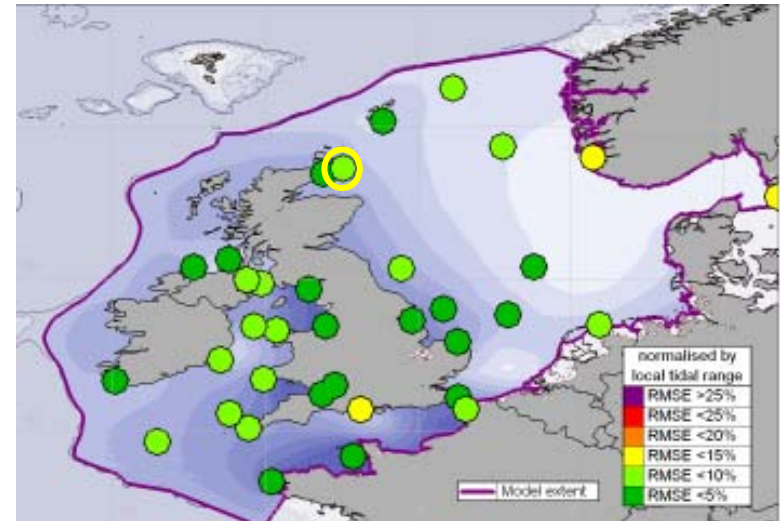 normalised by
local tidal range
RMSE >25%
RMSE <25%
RMSE <20%
RMSE <15%
RMSE <10%
RMSE <5%
Model extent